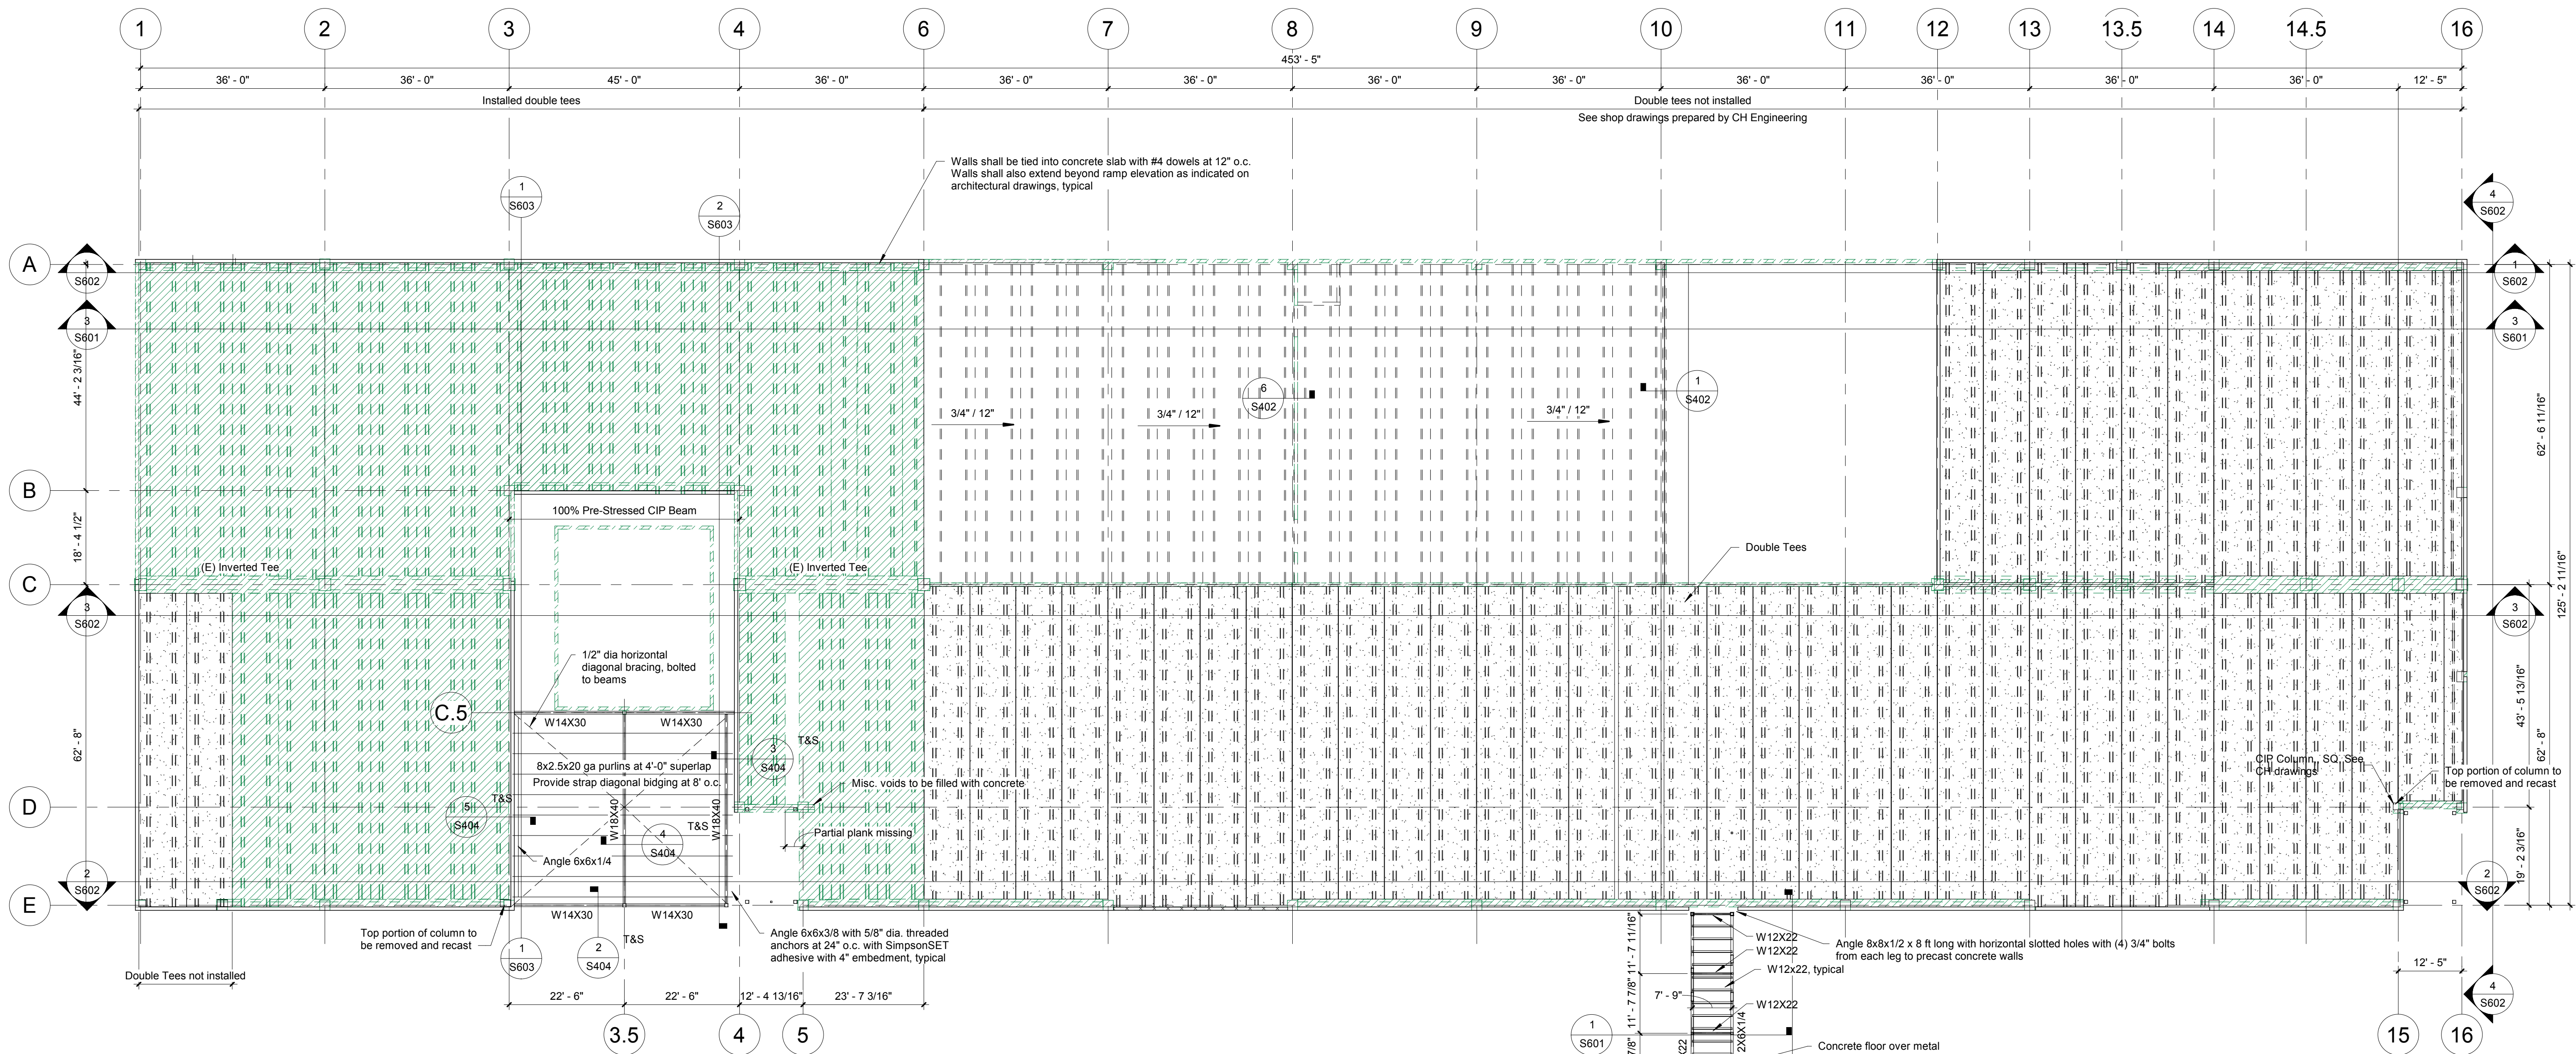 1 2 3 4 6 7 8 9 10 11 12 13 13.5 14 14.5 16
453' - 5"
36' - 0" 36' - 0" 45' - 0" 36' - 0" 36' - 0" 36' - 0" 36' - 0" 36' - 0" 36' - 0" 36' - 0" 36' - 0" 36' - 0" 12' - 5"
Installed double tees
Double tees not installed
See shop drawings prepared by CH Engineering
Walls shall be tied into concrete slab with #4 dowels at 12" o.c.
Walls shall also extend beyond ramp elevation as indicated on
architectural drawings, typical
1
S603
2
S603
4
S602
A
S602
1
S602
3
S601
3
S601
44' - 2 3/16"
62' - 6 11/16"
6
S402
1
S402
3/4" / 12"
3/4" / 12"
3/4" / 12"
B
100% Pre-Stressed CIP Beam
18' - 4 1/2"
Double Tees
(E) Inverted Tee
(E) Inverted Tee
C
125' - 2 11/16"
3
S602
3
S602
1/2" dia horizontal
diagonal bracing, bolted
to beams
C.5
W14X30
W14X30
62' - 8"
43' - 5 13/16"
62' - 8"
T&S
3
S404
8x2.5x20 ga purlins at 4'-0" superlap
Provide strap diagonal bidging at 8' o.c.
Misc. voids to be filled with concrete
CIP Column, SQ. See
CH drawings
Top portion of column to
be removed and recast
T&S
D
5
S404
W18X40
W18X40
T&S
Partial plank missing
4
S404
Angle 6x6x1/4
19' - 2 3/16"
2
S602
2
S602
E
W14X30
W14X30
Top portion of column to
be removed and recast
T&S
Angle 6x6x3/8 with 5/8" dia. threaded
anchors at 24" o.c. with SimpsonSET
adhesive with 4" embedment, typical
1
S603
2
S404
11' - 7 11/16"
W12X22
W12X22
W12x22, typical
Angle 8x8x1/2 x 8 ft long with horizontal slotted holes with (4) 3/4" bolts
from each leg to precast concrete walls
Double Tees not installed
12' - 5"
4
S602
22' - 6"
22' - 6"
12' - 4 13/16"
23' - 7 3/16"
11' - 7 7/8"
7' - 9"
W12X22
3.5 4 5
15 16
1
S601
7/8"
X22
2X6X1/4
Concrete floor over metal